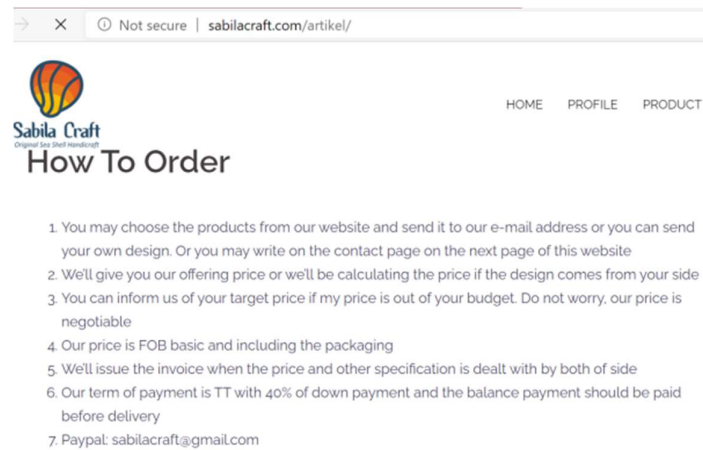 Not secure | sabilacraft.com/artikel/
Sabila Craft
Original Sea Shell Handicraft
HOME PROFILE PRODUCT
How To Order
1. You may choose the products from our website and send it to our e-mail address or you can send
your own design. Or you may write on the contact page on the next page of this website
2. We'll give you our offering price or we'll be calculating the price if the design comes from your side
3. You can inform us of your target price if my price is out of your budget. Do not worry, our price is
negotiable
4. Our price is FOB basic and including the packaging
5. We'll issue the invoice when the price and other specification is dealt with by both of side
6. Our term of payment is TT with 40% of down payment and the balance payment should be paid
before delivery
7. Paypal: sabilacraft@gmail.com